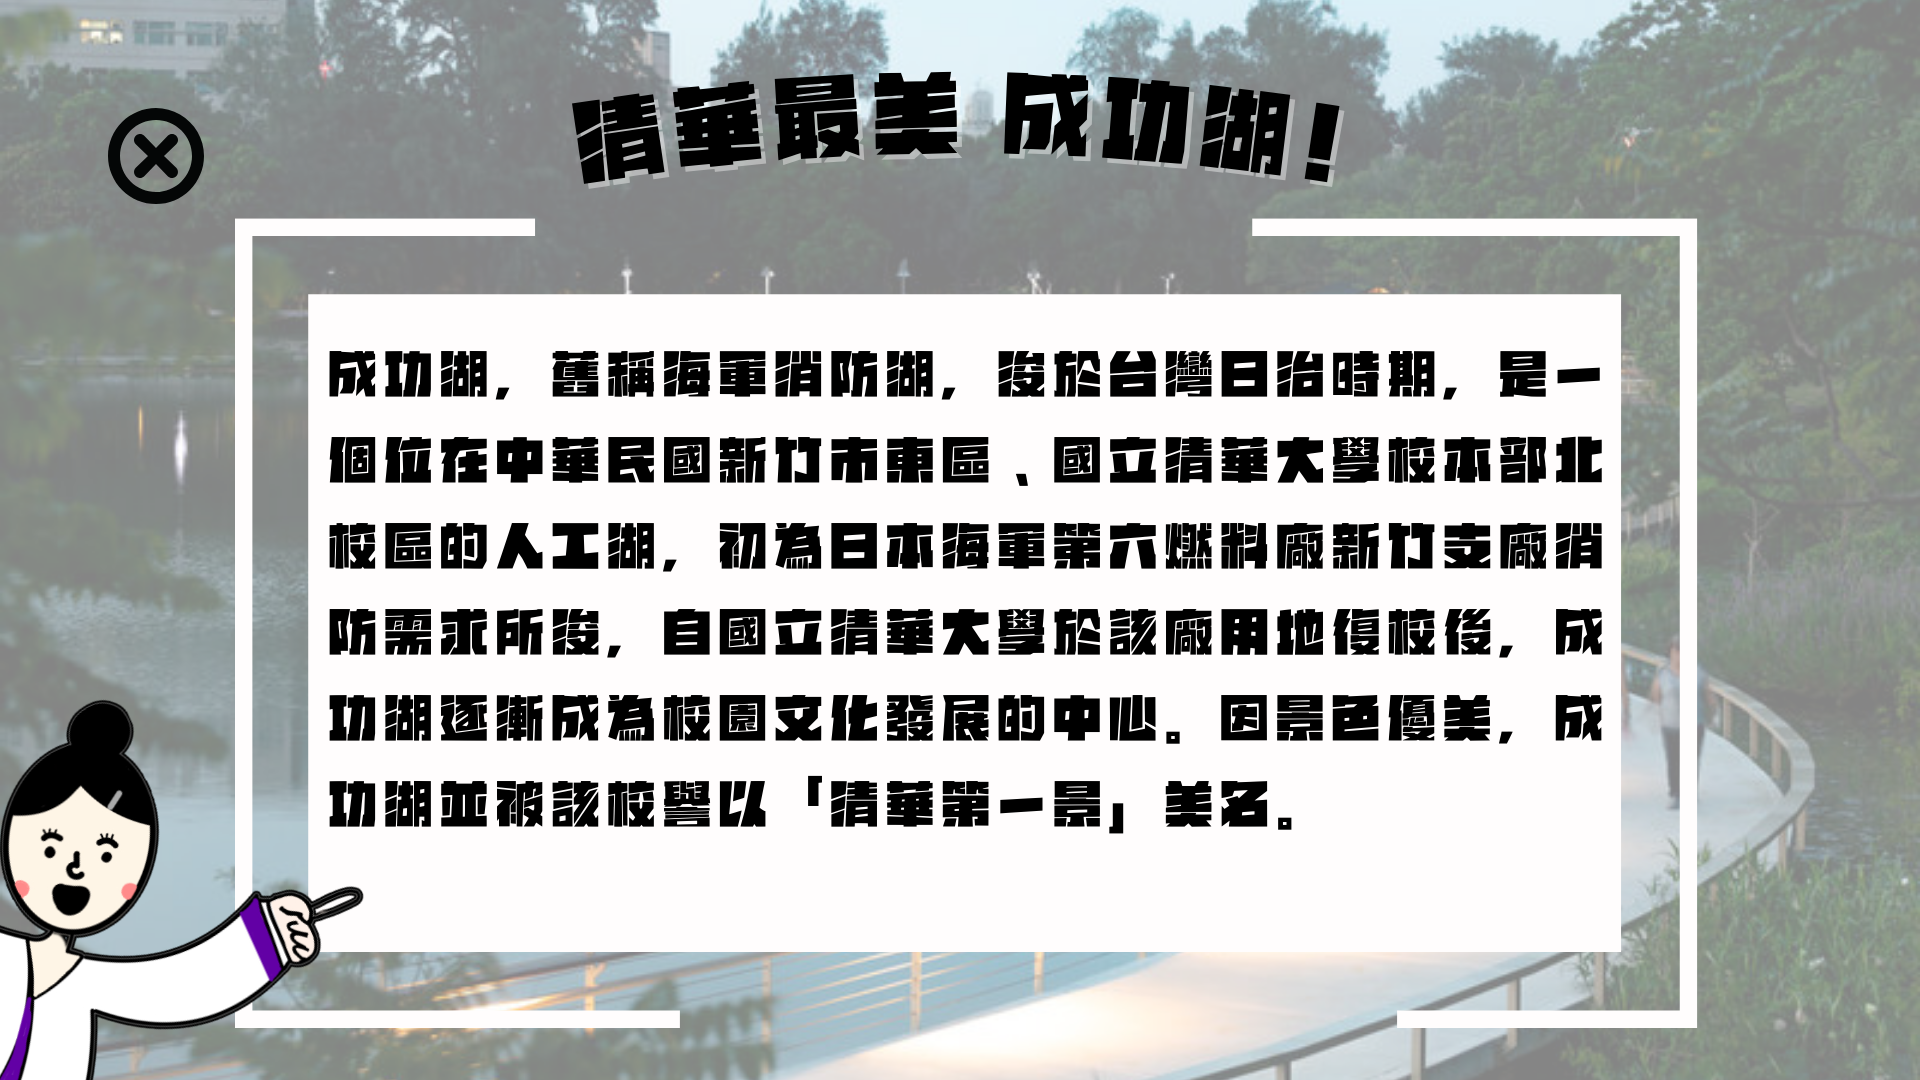 清華最美 成功湖!
成功湖，舊稱海軍消防湖，浚於台灣日治時期，是一
個位在中華民國新竹市東區、國立清華大學校本部北
校區的人工湖，初為日本海軍第六燃料廠新竹支廠消
防需求所浚，自國立清華大學於該廠用地復校後，成
功湖逐漸成為校園文化發展的中心。因景色優美，成
功湖並被該校譽以「清華第一景」美名。